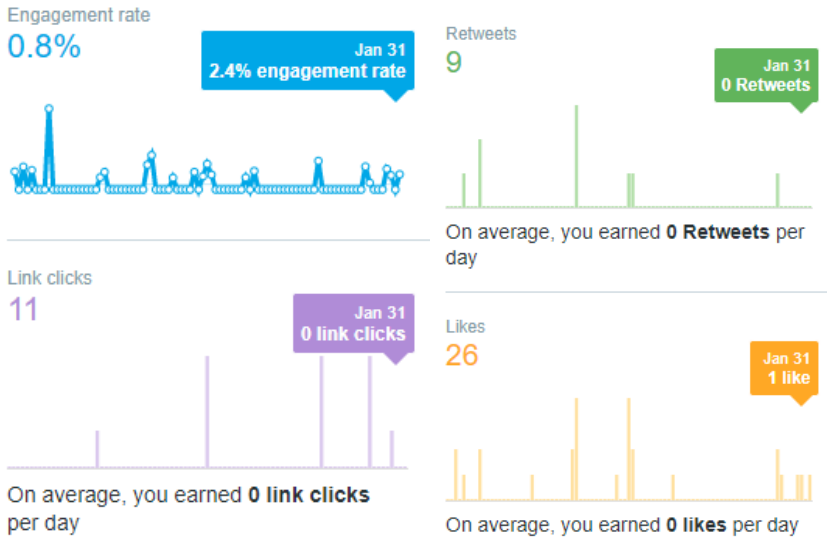 Engagement rate
0.8%
Jan 31
2.4% engagement rate
Link clicks
11
Jan 31
0 link clicks
On average, you earned 0 link clicks
per day
Retweets
9
Jan 31
0 Retweets
On average, you earned 0 Retweets per
day
Likes
26
Jan 31
1 like
On average, you earned 0 likes per day